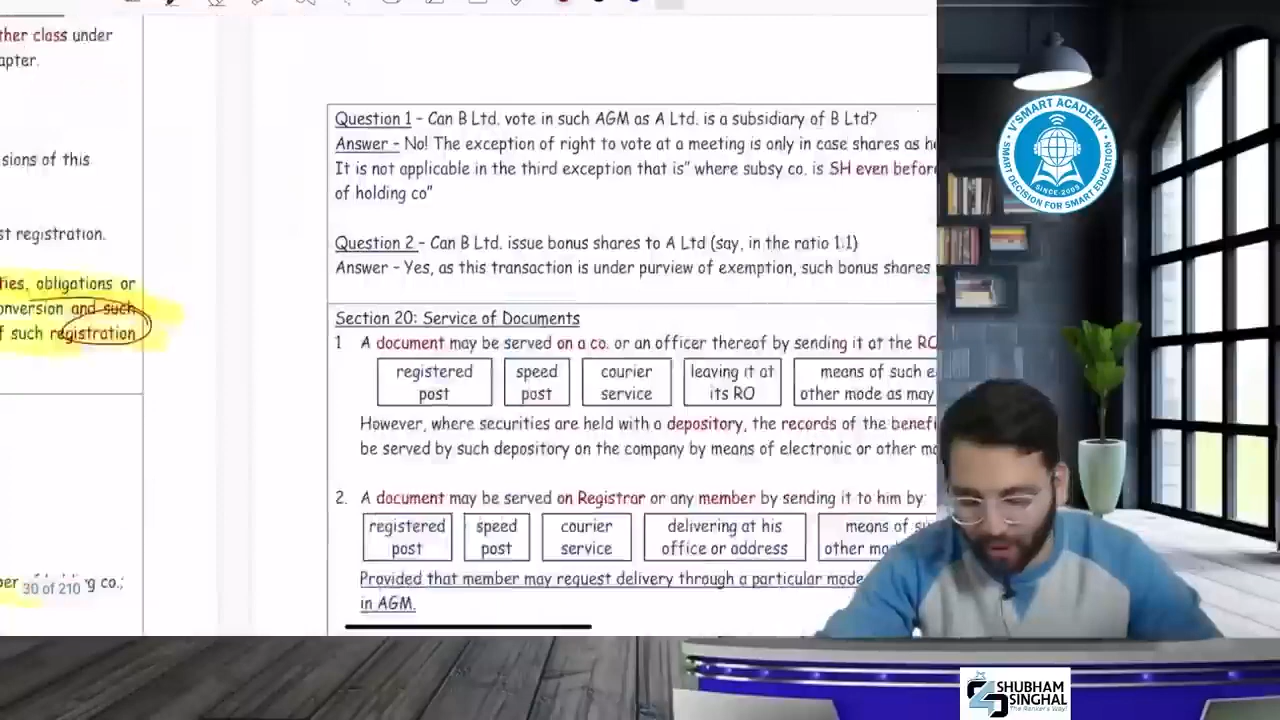 ther class under
apter.
sions of this
st registration.
ties, obligations or
onversion and such
f such registration
30 of 210
g co.;
Question 1 - Can B Ltd. vote in such AGM as A Ltd. is a subsidiary of B Ltd?
Answer - No! The exception of right to vote at a meeting is only in case shares as he
It is not applicable in the third exception that is" where subsy co. is SH even before
of holding co"
Question 2 - Can B Ltd. issue bonus shares to A Ltd (say, in the ratio 1:1)
Answer - Yes, as this transaction is under purview of exemption, such bonus shares
Section 20: Service of Documents
1 A document may be served on a co. or an officer thereof by sending it at the RO
registered post
speed post
courier service
leaving it at its RO
means of such e
other mode as may
However, where securities are held with a depository, the records of the benefi
be served by such depository on the company by means of electronic or other mo
2. A document may be served on Registrar or any member by sending it to him by:
registered post
speed post
courier service
delivering at his office or address
means of su
other mo
Provided that member may request delivery through a particular mode
in AGM.
V'SMART ACADEMY
SINCE-2009
SMART DECISION FOR SMART EDUCATION
SHUBHAM
SINGHAL
The Ranker's Way!